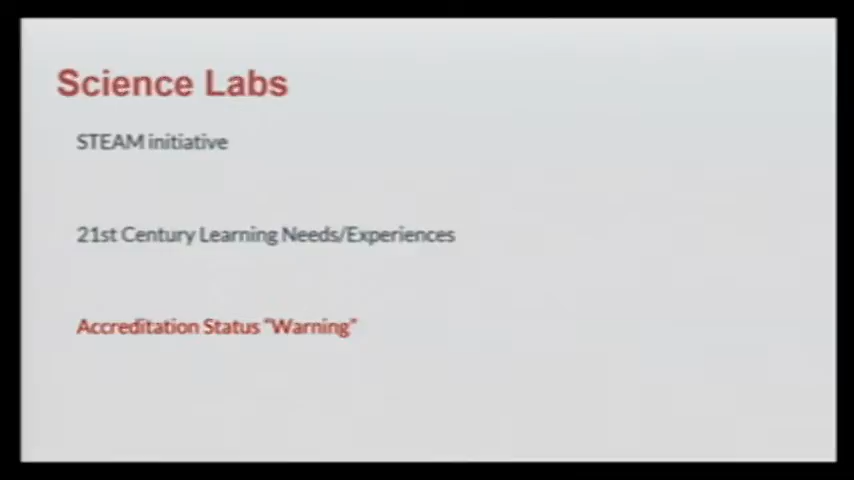 Science Labs
STEAM initiative
21st Century Learning Needs/Experiences
Accreditation Status “Warning”